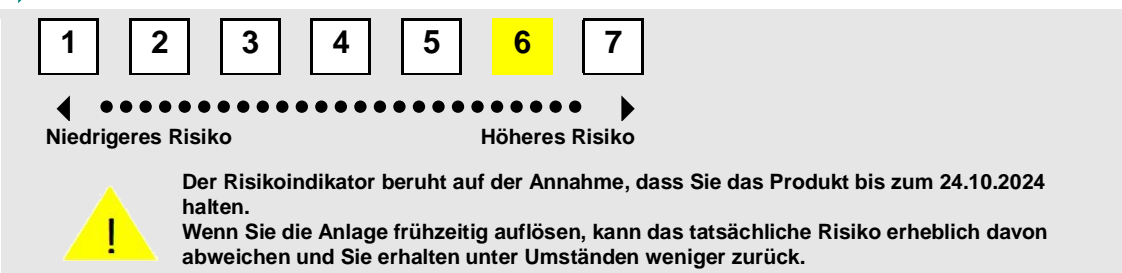 1 2 3 4 5 6 7
Niedrigeres Risiko Höheres Risiko
Der Risikoindikator beruht auf der Annahme, dass Sie das Produkt bis zum 24.10.2024
halten.
!
Wenn Sie die Anlage frühzeitig auflösen, kann das tatsächliche Risiko erheblich davon
abweichen und Sie erhalten unter Umständen weniger zurück.